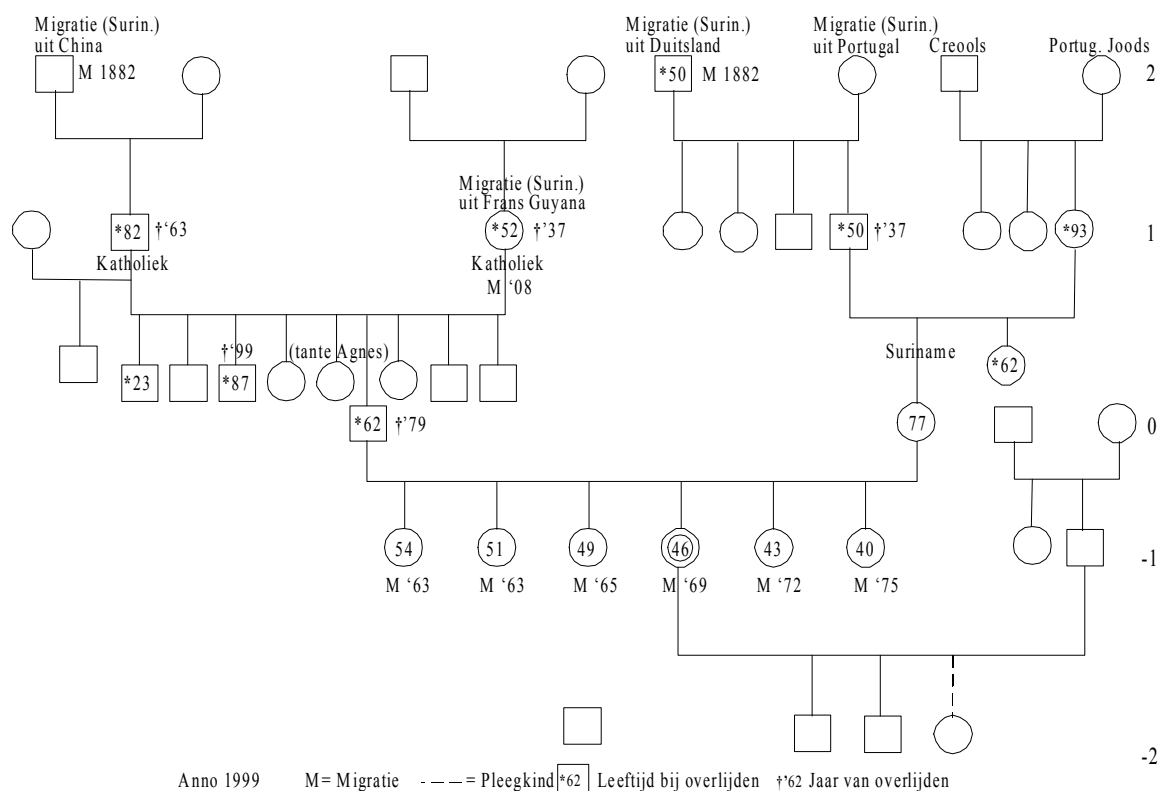 Migratie (Surin.)
uit China
M 1882
Migratie (Surin.)
uit Duitsland
*50 M 1882
Migratie (Surin.)
uit Portugal
Creools
Portug. Joods
2
*82 †‘63
Katholiek
Migratie (Surin.)
uit Frans Guyana
*52 †’37
Katholiek
M ‘08
*50 †’37
*93
1
†‘99
(tante Agnes)
*23
*87
Suriname
*62
*62 †’79
77
0
54
51
49
46
43
40
-1
M ‘63
M ‘63
M ‘65
M ‘69
M ‘72
M ‘75
-2
Anno 1999 M= Migratie - — — = Pleegkind *62 Leeftijd bij overlijden †’62 Jaar van overlijden